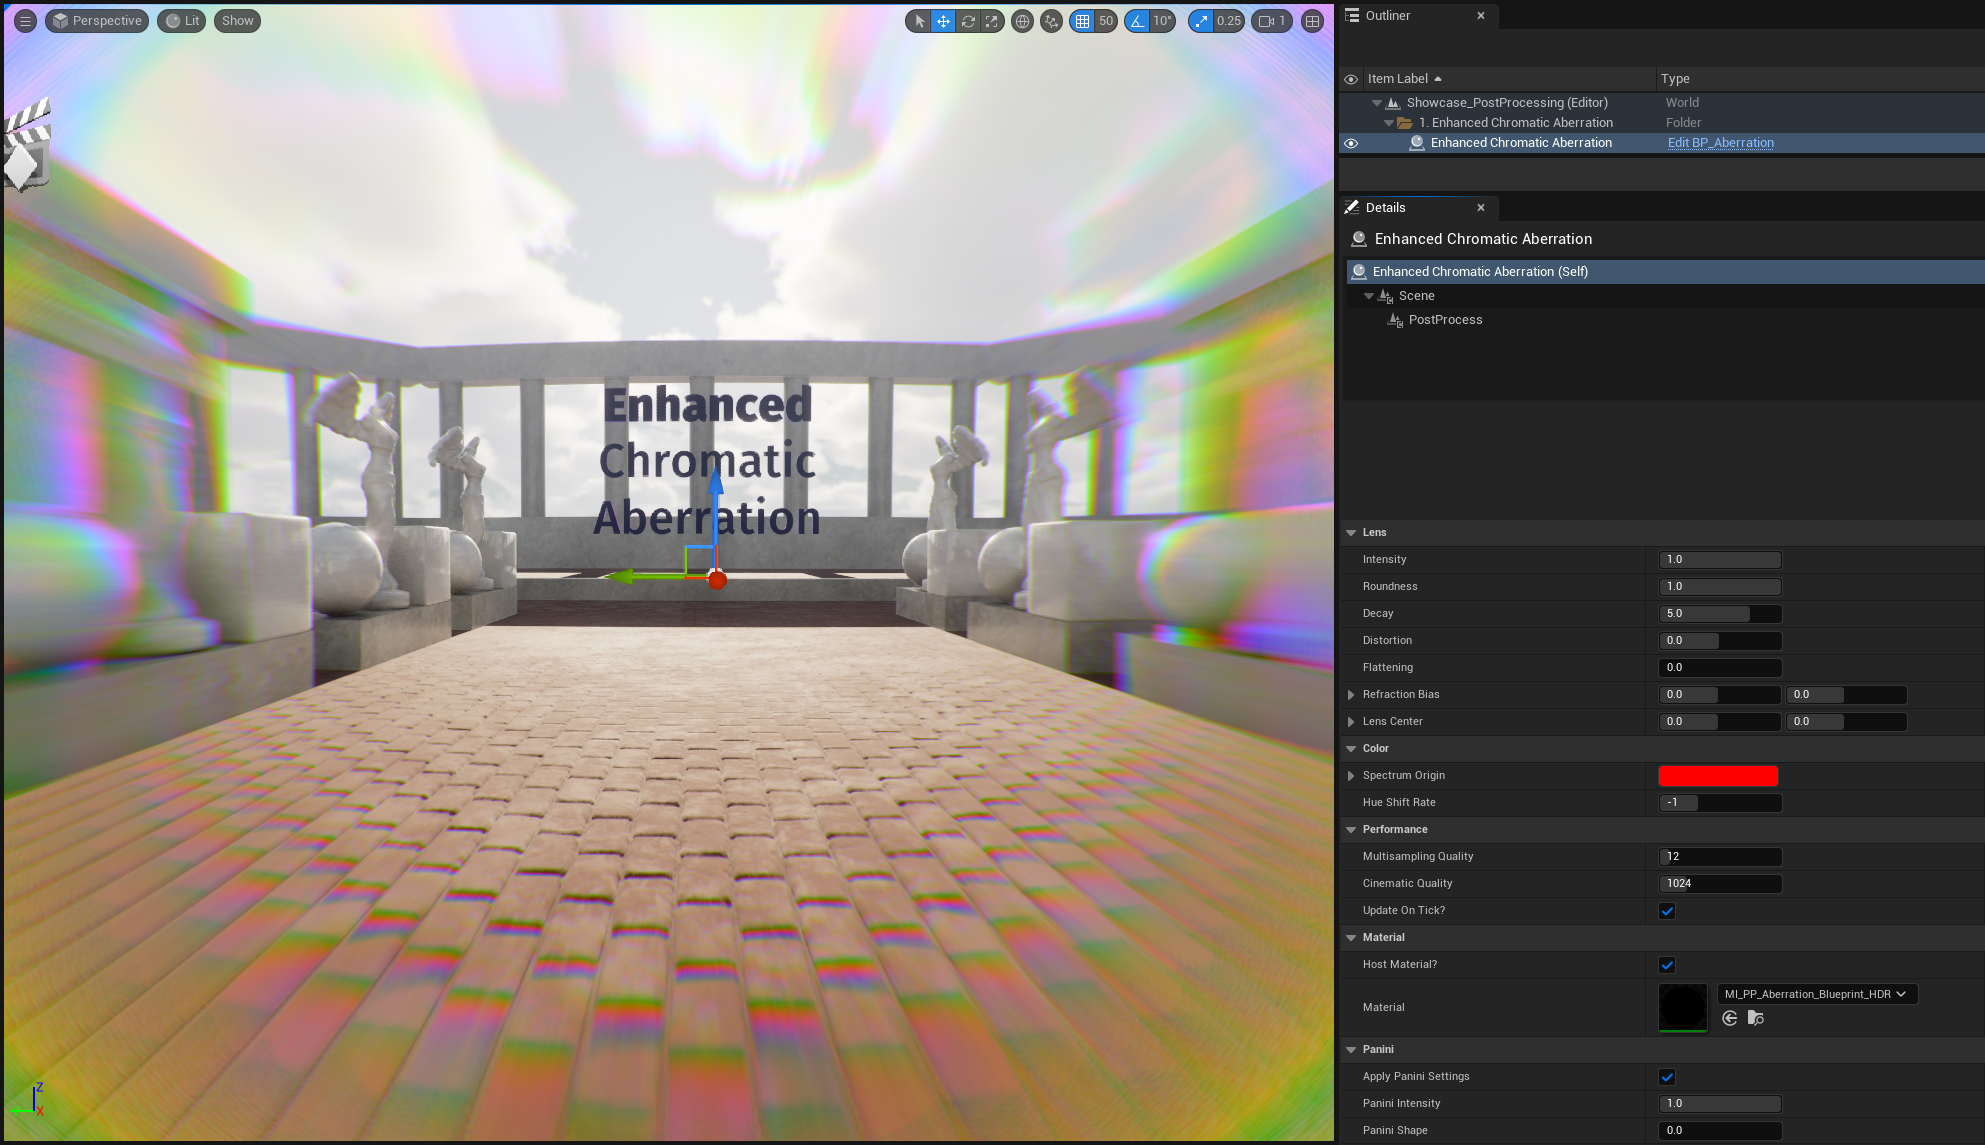 Perspective
Lit
Show
50
10°
0.25
1
Enhanced
Chromatic
Aberration
Z
X
Outliner
Item Label
Type
Showcase_PostProcessing (Editor)
World
1. Enhanced Chromatic Aberration
Folder
Enhanced Chromatic Aberration
Edit BP_Aberration
Details
Enhanced Chromatic Aberration
Enhanced Chromatic Aberration (Self)
Scene
PostProcess
Lens
Intensity 1.0
Roundness 1.0
Decay 5.0
Distortion 0.0
Flattening 0.0
Refraction Bias 0.0 0.0
Lens Center 0.0 0.0
Color
Spectrum Origin
Hue Shift Rate -1
Performance
Multisampling Quality 12
Cinematic Quality 1024
Update On Tick?
Material
Host Material?
Material MI_PP_Aberration_Blueprint_HDR
Panini
Apply Panini Settings
Panini Intensity 1.0
Panini Shape 0.0